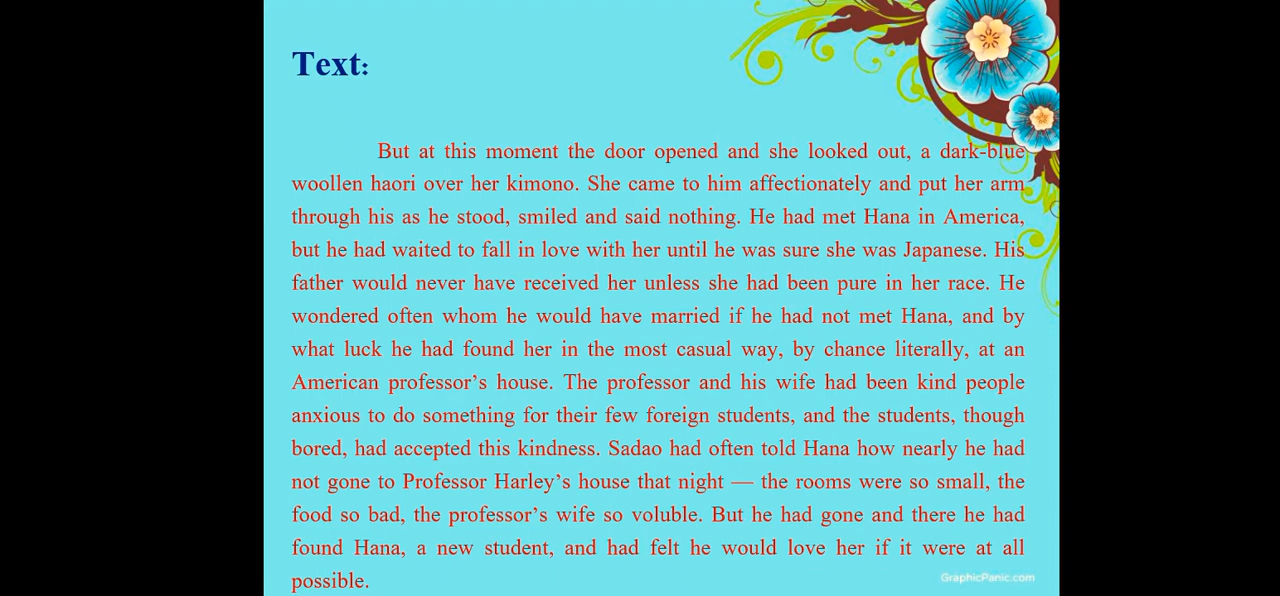 Text:
But at this moment the door opened and she looked out, a dark-blue
woollen haori over her kimono. She came to him affectionately and put her arm
through his as he stood, smiled and said nothing. He had met Hana in America,
but he had waited to fall in love with her until he was sure she was Japanese. His
father would never have received her unless she had been pure in her race. He
wondered often whom he would have married if he had not met Hana, and by
what luck he had found her in the most casual way, by chance literally, at an
American professor’s house. The professor and his wife had been kind people
anxious to do something for their few foreign students, and the students, though
bored, had accepted this kindness. Sadao had often told Hana how nearly he had
not gone to Professor Harley’s house that night — the rooms were so small, the
food so bad, the professor’s wife so voluble. But he had gone and there he had
found Hana, a new student, and had felt he would love her if it were at all
possible.
GraphicPanic.com